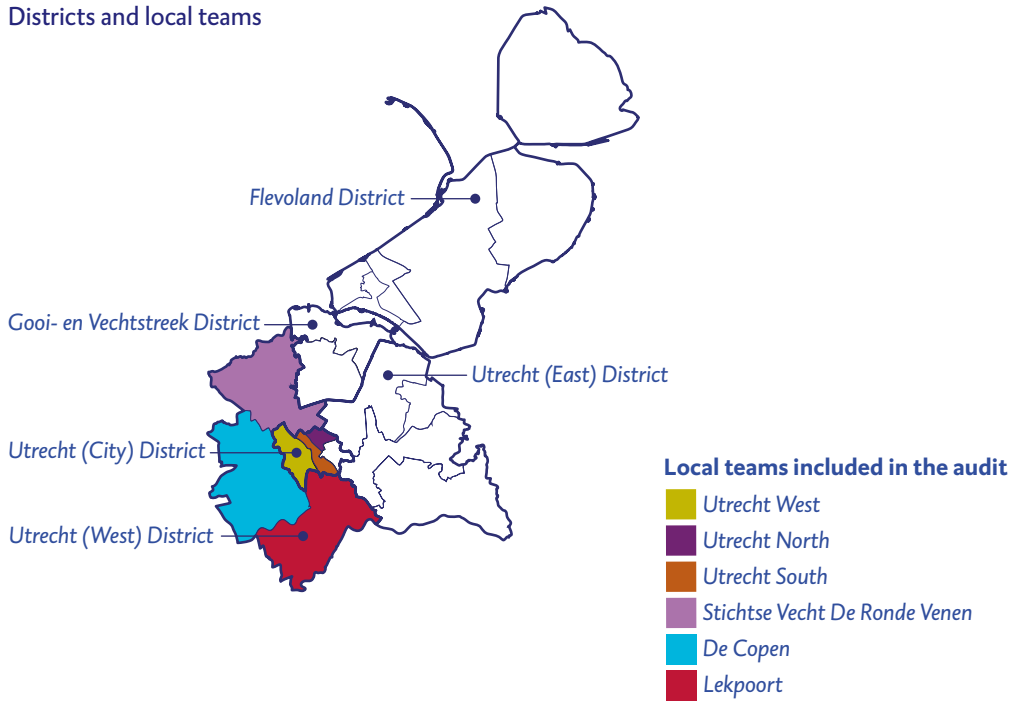 Districts and local teams
Flevoland District
Gooi- en Vechtstreek District
Utrecht (East) District
Utrecht (City) District
Utrecht (West) District
Local teams included in the audit
Utrecht West
Utrecht North
Utrecht South
Stichtse Vecht De Ronde Venen
De Copen
Lekpoort